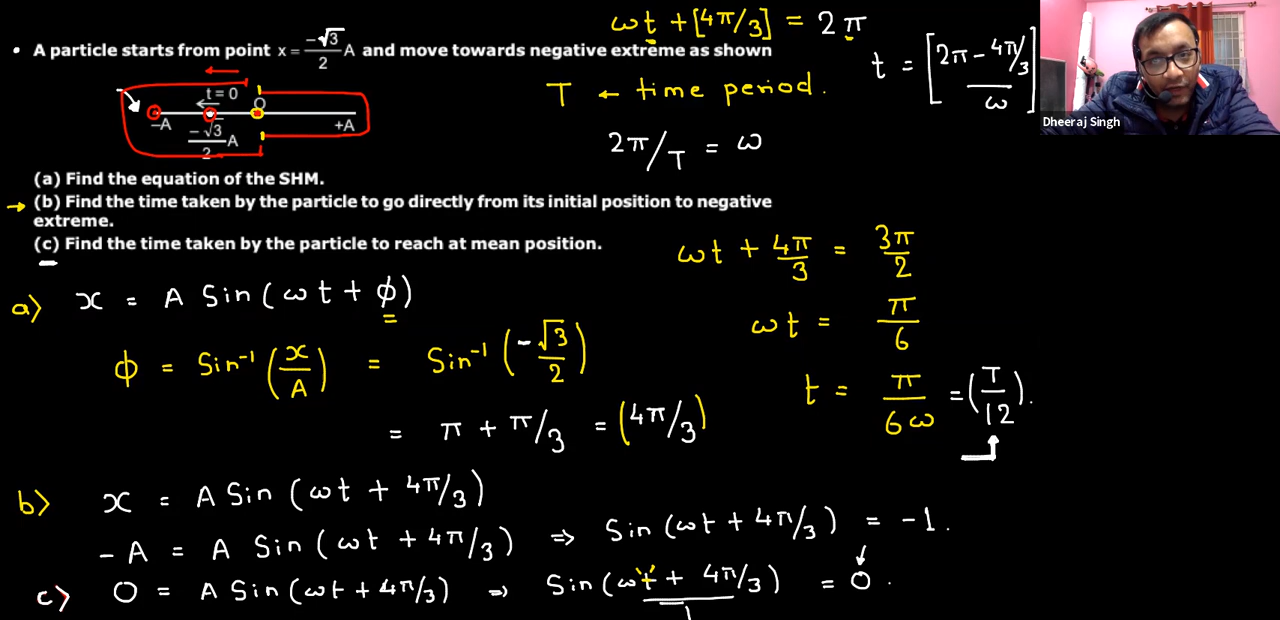 • A particle starts from point x = -√3/2 A and move towards negative extreme as shown
t = 0
O
-A
-√3/2 A
+A
(a) Find the equation of the SHM.
(b) Find the time taken by the particle to go directly from its initial position to negative
extreme.
(c) Find the time taken by the particle to reach at mean position.
ωt + [4π/3] = 2π
T ← time period.
2π/T = ω
t = [2π - 4π/3 / ω]
Dheeraj Singh
a) x = A Sin(ωt + ϕ)
ϕ = Sin⁻¹(x/A) = Sin⁻¹(-√3/2)
= π + π/3 = (4π/3)
ωt + 4π/3 = 3π/2
ωt = π/6
t = π/6ω = (T/12).
b) x = A Sin(ωt + 4π/3)
-A = A Sin(ωt + 4π/3) ⇒ Sin(ωt + 4π/3) = -1.
c) 0 = A Sin(ωt + 4π/3) ⇒ Sin(ωt + 4π/3) = 0.